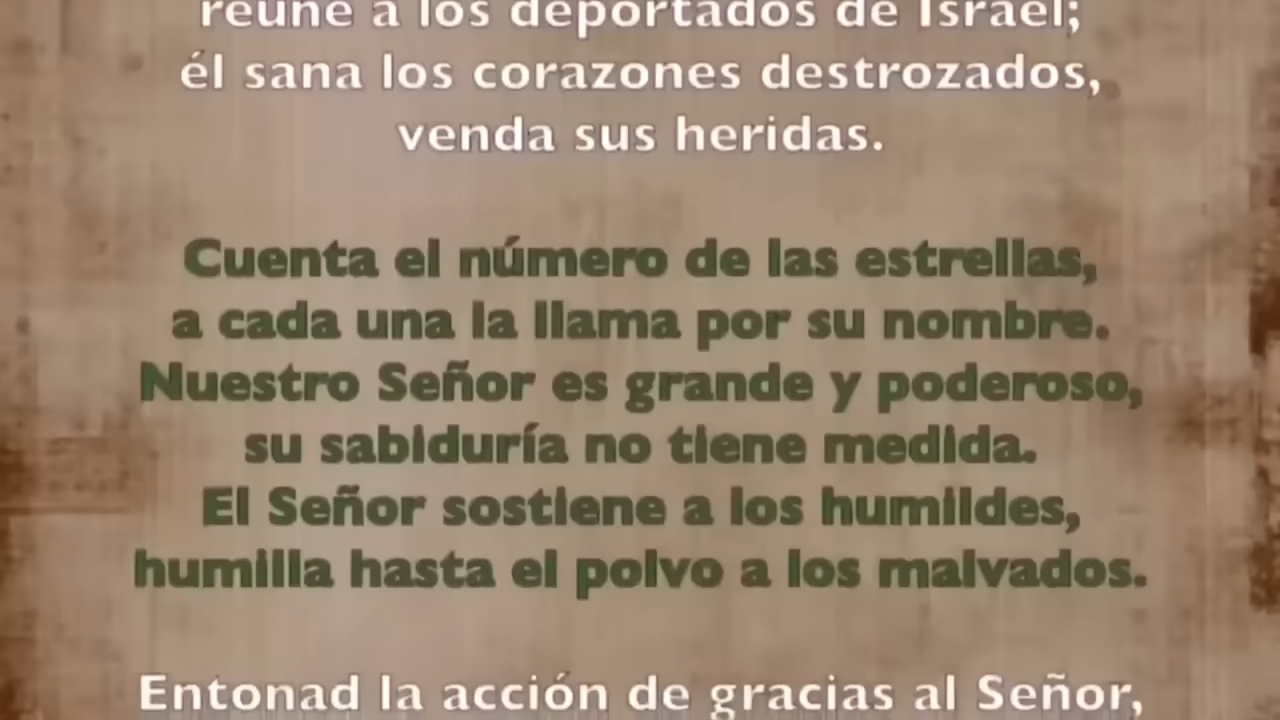 reúne a los deportados de Israel;
él sana los corazones destrozados,
venda sus heridas.
Cuenta el número de las estrellas,
a cada una la llama por su nombre.
Nuestro Señor es grande y poderoso,
su sabiduría no tiene medida.
El Señor sostiene a los humildes,
humilla hasta el polvo a los malvados.
Entonad la acción de gracias al Señor,